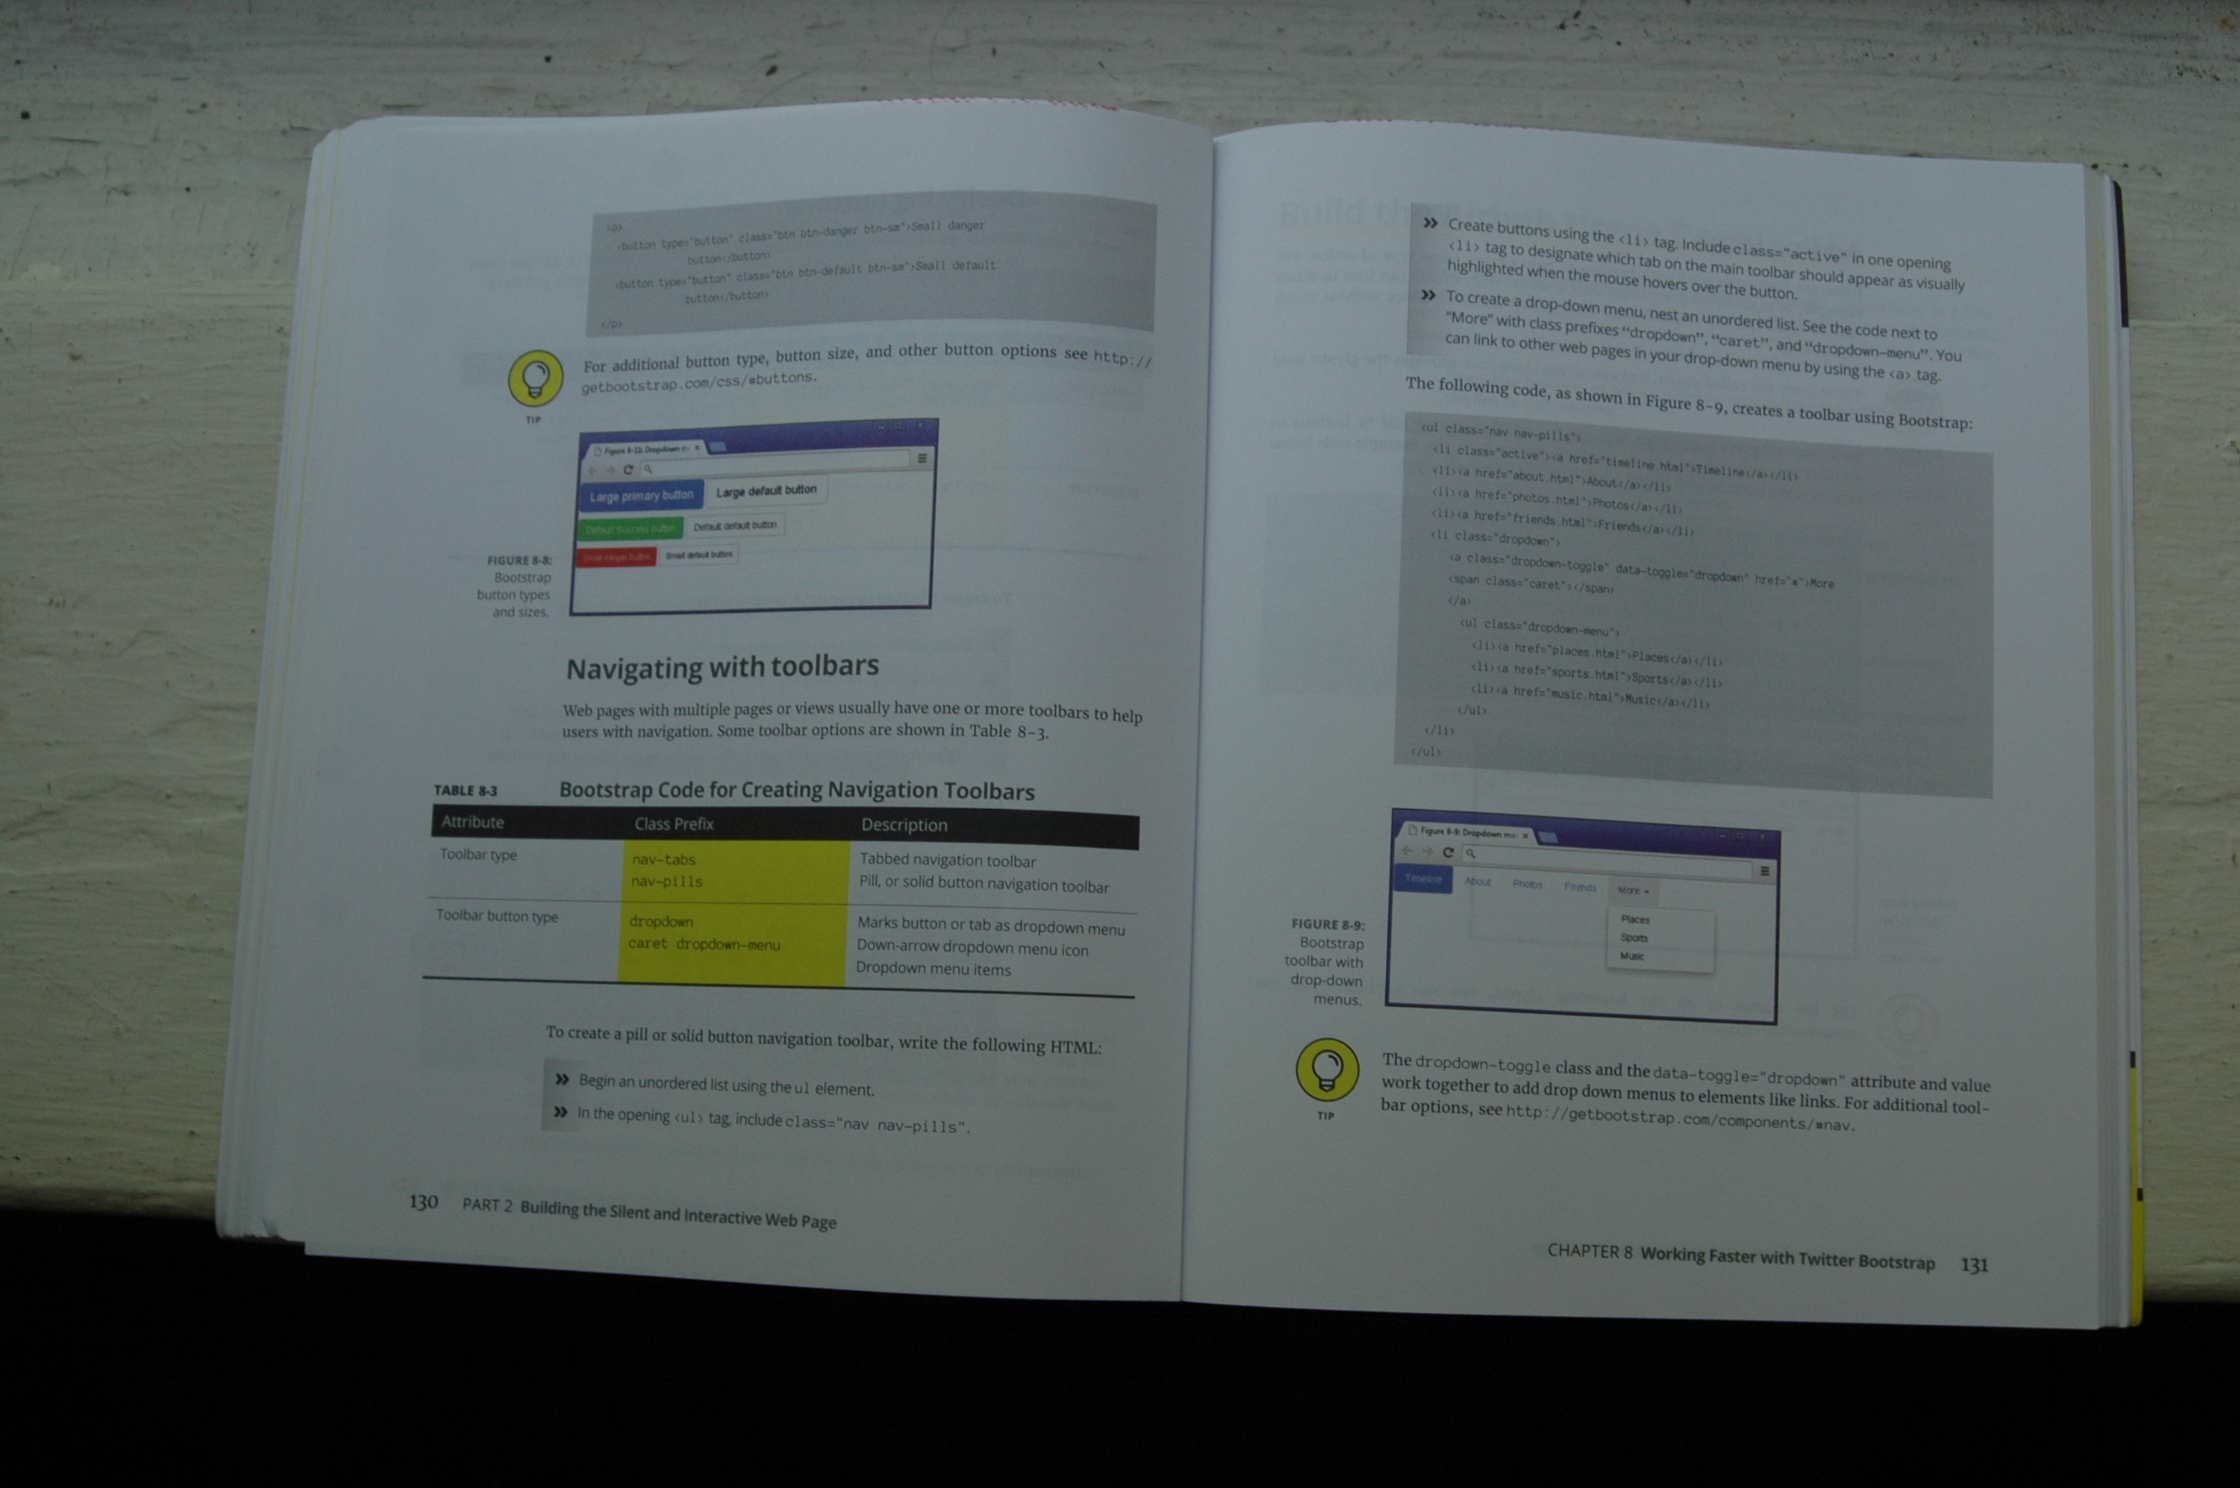 <p>
<button type="button" class="btn btn-danger btn-sm">Small danger
button</button>
<button type="button" class="btn btn-default btn-sm">Small default
button</button>
</p>
For additional button type, button size, and other button options see http://
getbootstrap.com/css/#buttons.
TIP
Figure 8-13: Dropdown m
Large primary button Large default button
Default Success button Default default button
Small danger button Small default button
FIGURE 8-8:
Bootstrap
button types
and sizes.
Navigating with toolbars
Web pages with multiple pages or views usually have one or more toolbars to help
users with navigation. Some toolbar options are shown in Table 8-3.
TABLE 8-3 Bootstrap Code for Creating Navigation Toolbars
Attribute Class Prefix Description
Toolbar type nav-tabs Tabbed navigation toolbar
nav-pills Pill, or solid button navigation toolbar
Toolbar button type dropdown Marks button or tab as dropdown menu
caret dropdown-menu Down-arrow dropdown menu icon
Dropdown menu items
To create a pill or solid button navigation toolbar, write the following HTML:
» Begin an unordered list using the ul element.
» In the opening <ul> tag, include class="nav nav-pills".
130 PART 2 Building the Silent and Interactive Web Page
» Create buttons using the <li> tag. Include class="active" in one opening
<li> tag to designate which tab on the main toolbar should appear as visually
highlighted when the mouse hovers over the button.
» To create a drop-down menu, nest an unordered list. See the code next to
"More" with class prefixes "dropdown", "caret", and "dropdown-menu". You
can link to other web pages in your drop-down menu by using the <a> tag.
The following code, as shown in Figure 8-9, creates a toolbar using Bootstrap:
<ul class="nav nav-pills">
<li class="active"><a href="timeline.html">Timeline</a></li>
<li><a href="about.html">About</a></li>
<li><a href="photos.html">Photos</a></li>
<li><a href="friends.html">Friends</a></li>
<li class="dropdown">
<a class="dropdown-toggle" data-toggle="dropdown" href="#">More
<span class="caret"></span>
</a>
<ul class="dropdown-menu">
<li><a href="places.html">Places</a></li>
<li><a href="sports.html">Sports</a></li>
<li><a href="music.html">Music</a></li>
</ul>
</li>
</ul>
Figure 8-9: Dropdown me
Timeline About Photos Friends More
Places
Sports
Music
FIGURE 8-9:
Bootstrap
toolbar with
drop-down
menus.
The dropdown-toggle class and the data-toggle="dropdown" attribute and value
work together to add drop down menus to elements like links. For additional tool-
bar options, see http://getbootstrap.com/components/#nav.
TIP
CHAPTER 8 Working Faster with Twitter Bootstrap 131